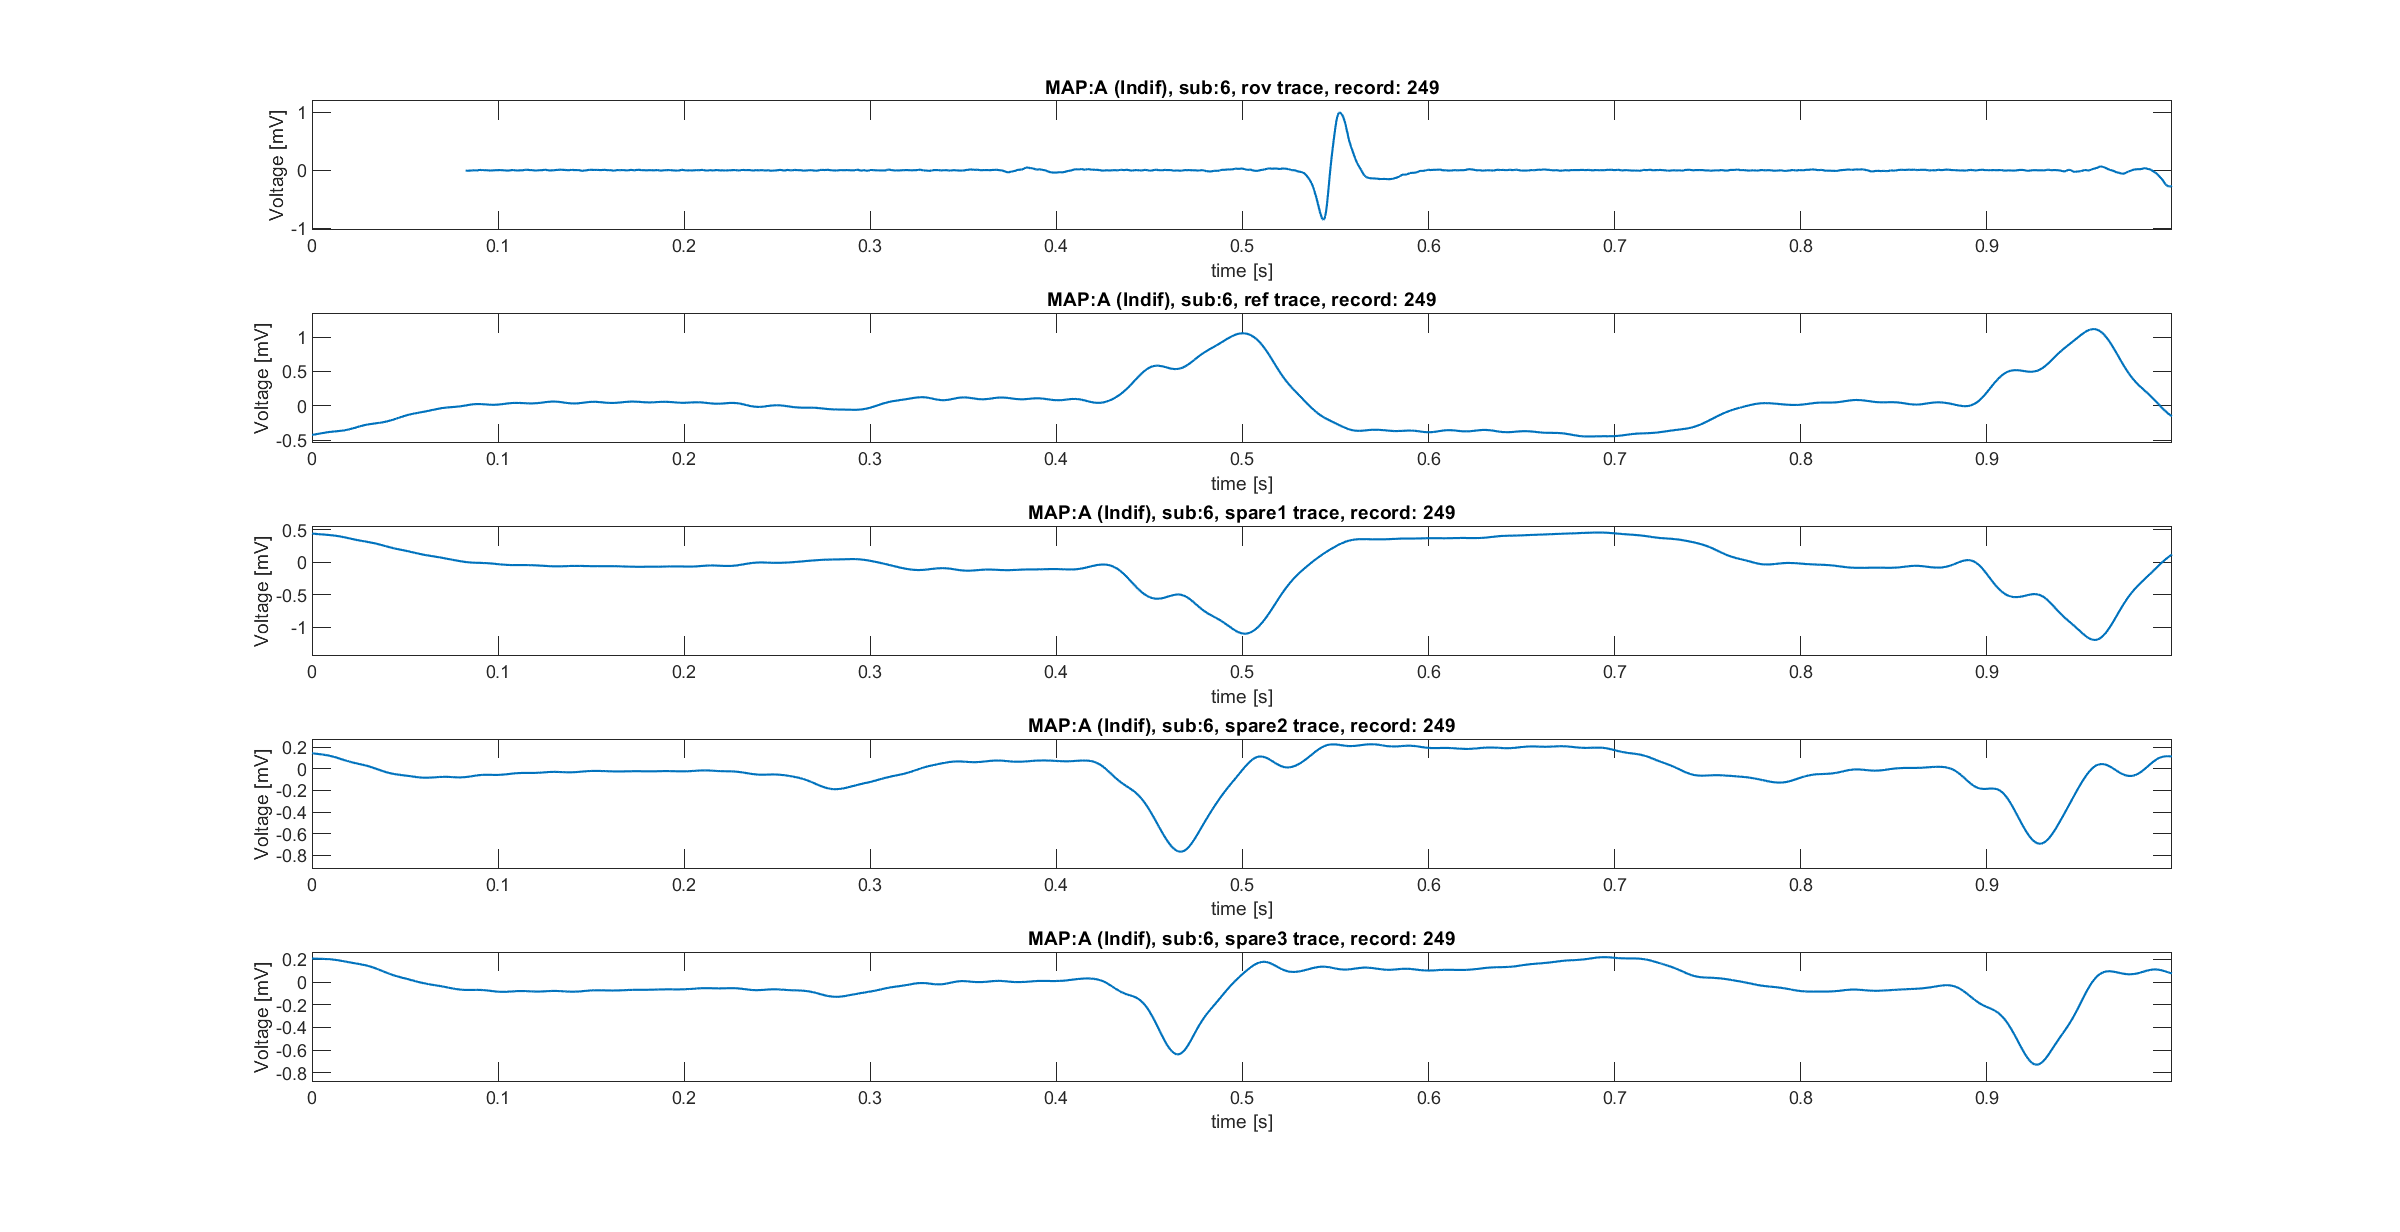 MAP:A (Indif), sub:6, rov trace, record: 249
Voltage [mV]
1
0
-1
0 0.1 0.2 0.3 0.4 0.5 0.6 0.7 0.8 0.9
time [s]
MAP:A (Indif), sub:6, ref trace, record: 249
Voltage [mV]
1
0.5
0
-0.5
0 0.1 0.2 0.3 0.4 0.5 0.6 0.7 0.8 0.9
time [s]
MAP:A (Indif), sub:6, spare1 trace, record: 249
Voltage [mV]
0.5
0
-0.5
-1
0 0.1 0.2 0.3 0.4 0.5 0.6 0.7 0.8 0.9
time [s]
MAP:A (Indif), sub:6, spare2 trace, record: 249
Voltage [mV]
0.2
0
-0.2
-0.4
-0.6
-0.8
0 0.1 0.2 0.3 0.4 0.5 0.6 0.7 0.8 0.9
time [s]
MAP:A (Indif), sub:6, spare3 trace, record: 249
Voltage [mV]
0.2
0
-0.2
-0.4
-0.6
-0.8
0 0.1 0.2 0.3 0.4 0.5 0.6 0.7 0.8 0.9
time [s]